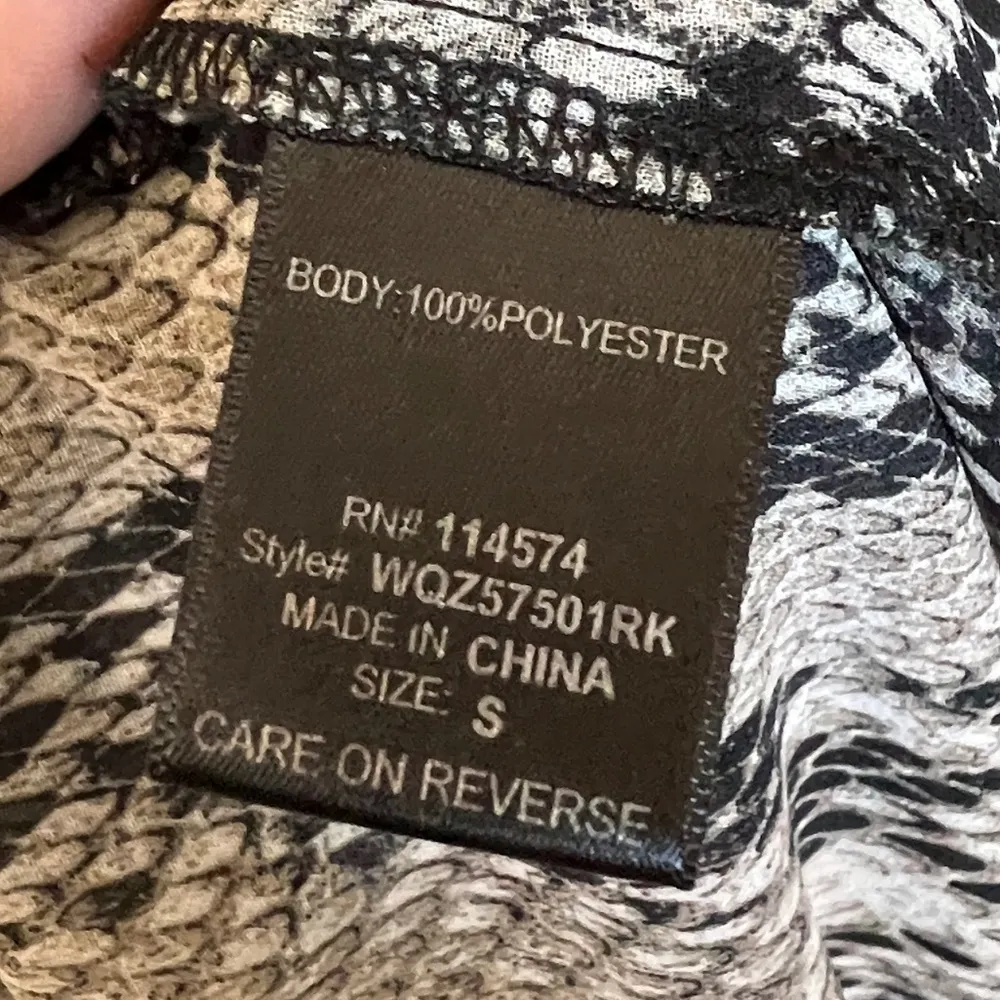 BODY:100%POLYESTER
RN# 114574
Style# WQZ57501RK
MADE IN CHINA
SIZE: S
CARE ON REVERSE